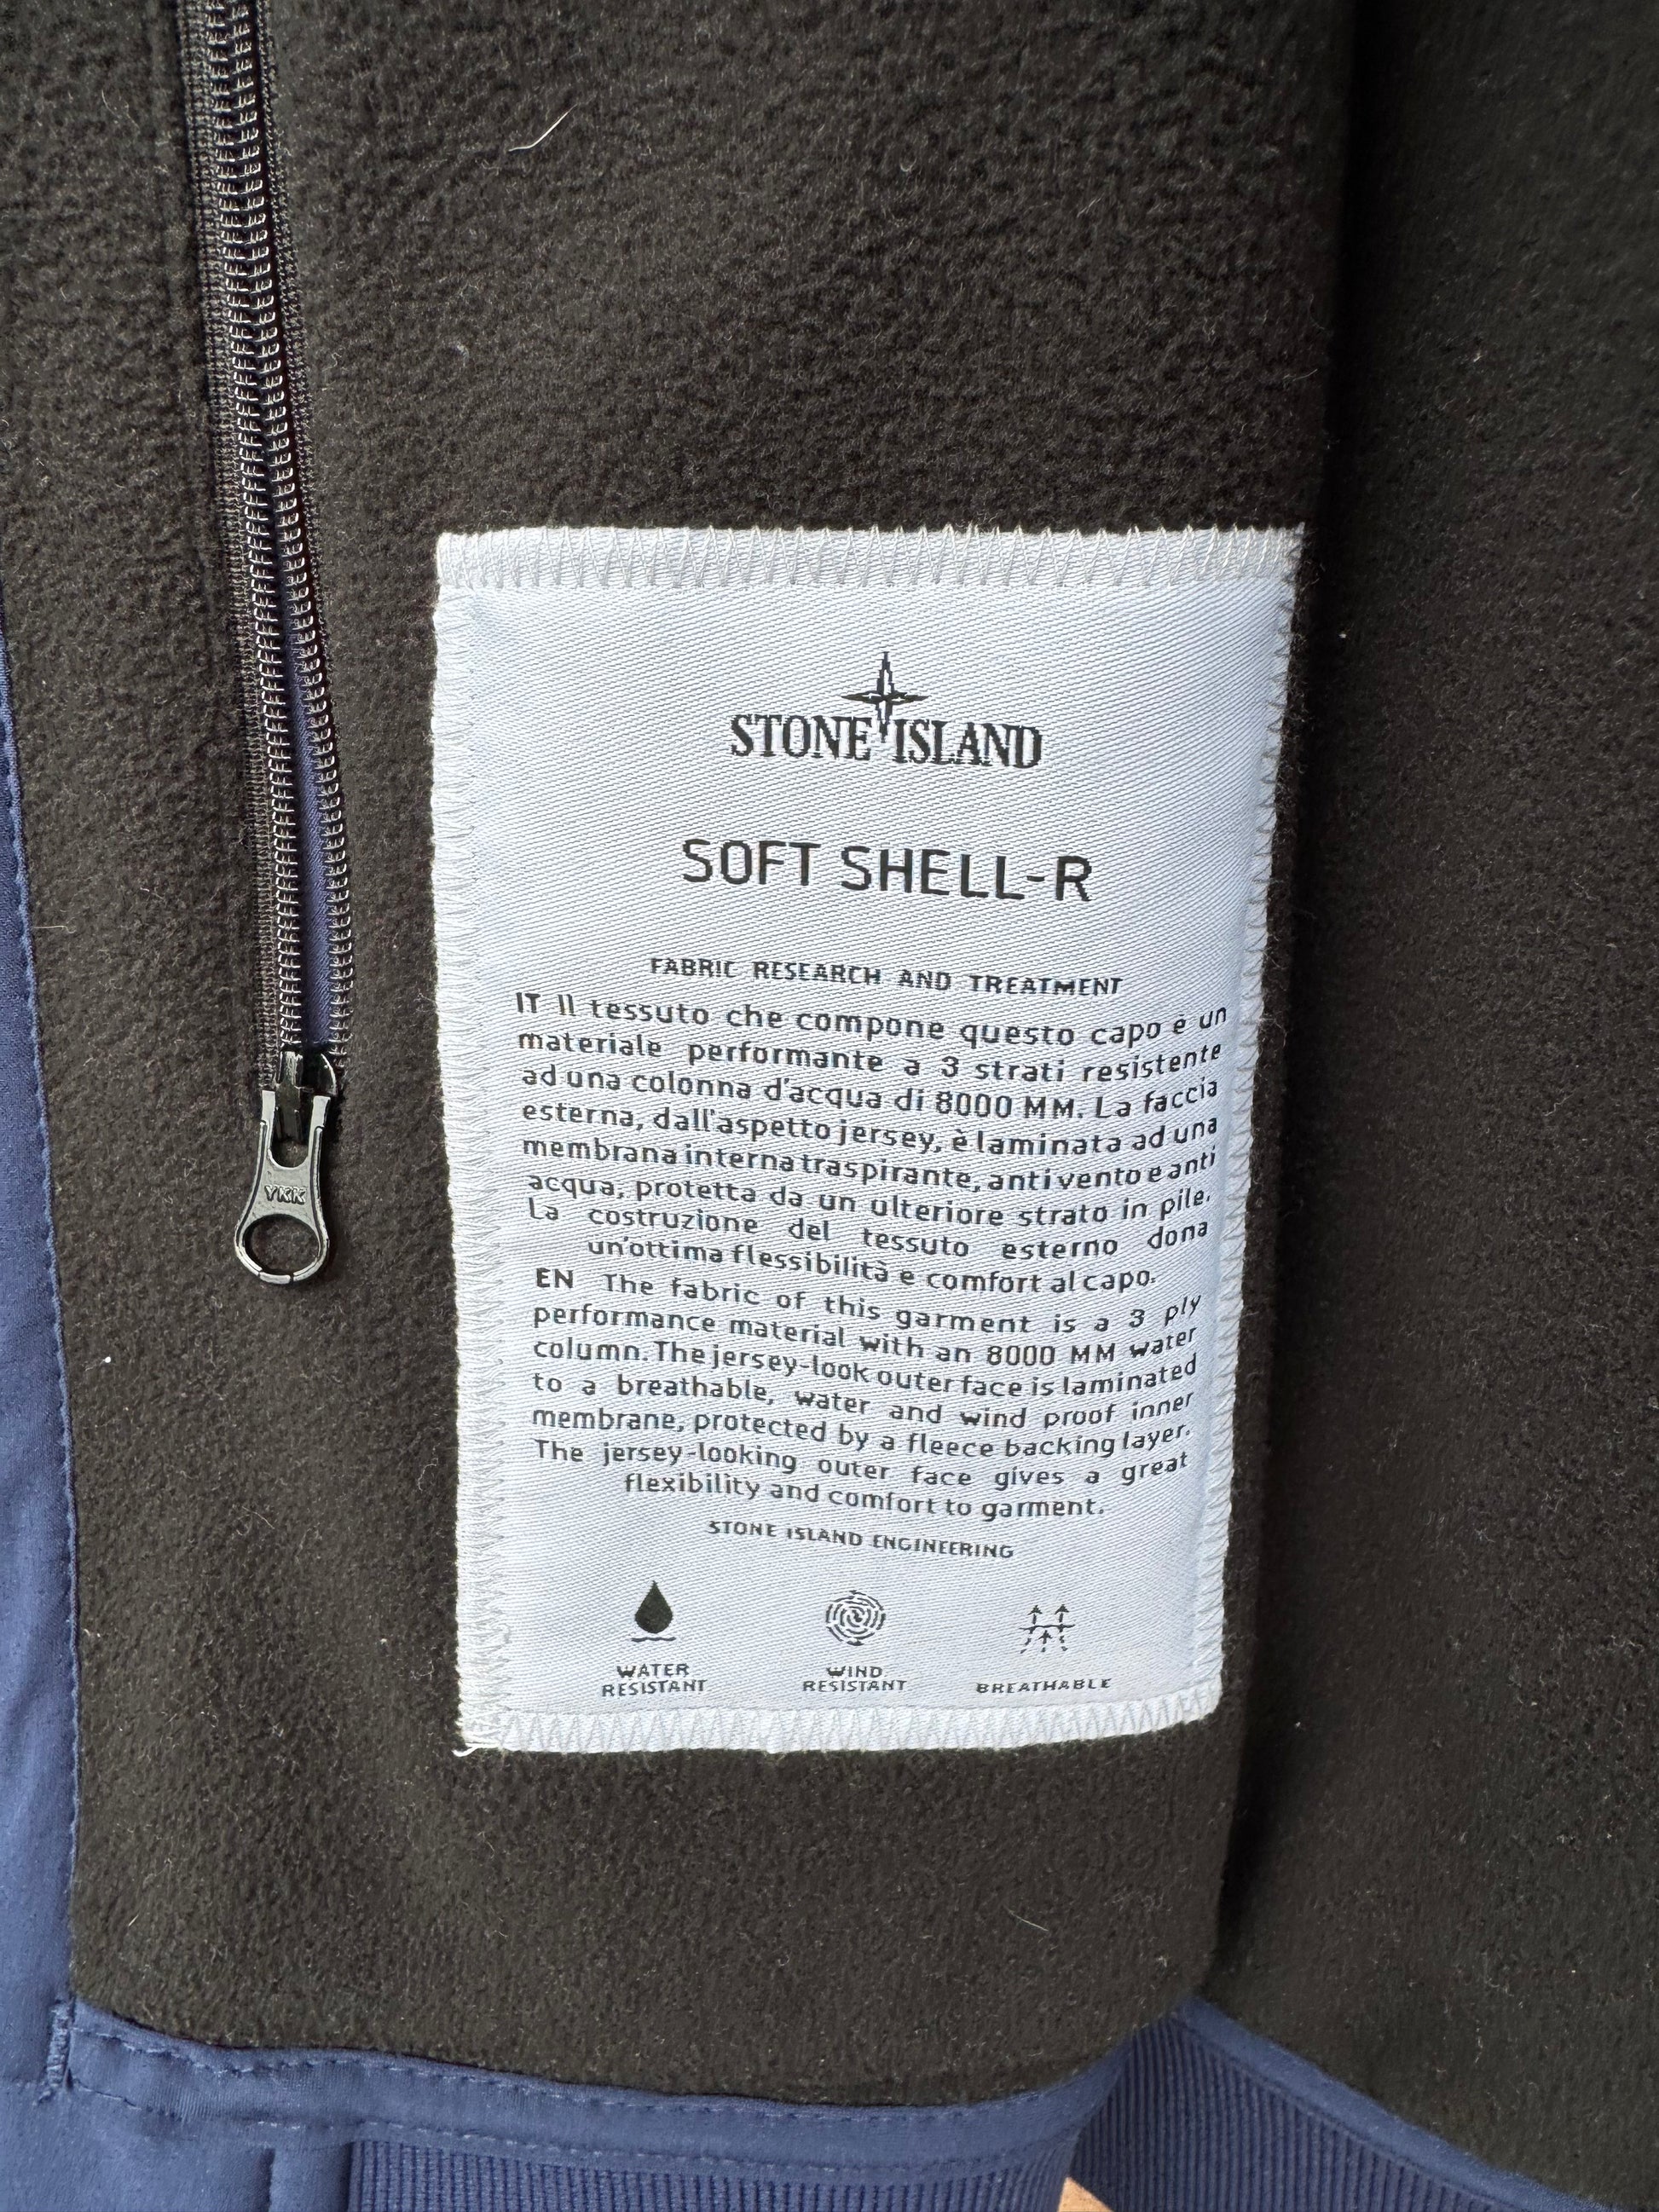 STONE ISLAND
SOFT SHELL-R
FABRIC RESEARCH AND TREATMENT
IT Il tessuto che compone questo capo è un
materiale performante a 3 strati resistente
ad una colonna d'acqua di 8000 MM. La faccia
esterna, dall'aspetto jersey, è laminata ad una
membrana interna traspirante, antivento e anti
acqua, protetta da un ulteriore strato in pile.
La costruzione del tessuto esterno dona
un'ottima flessibilità e comfort al capo.
EN The fabric of this garment is a 3 ply
performance material with an 8000 MM water
column. The jersey-look outer face is laminated
to a breathable, water and wind proof inner
membrane, protected by a fleece backing layer.
The jersey-looking outer face gives a great
flexibility and comfort to garment.
STONE ISLAND ENGINEERING
WATER
RESISTANT
WIND
RESISTANT
BREATHABLE
YKK